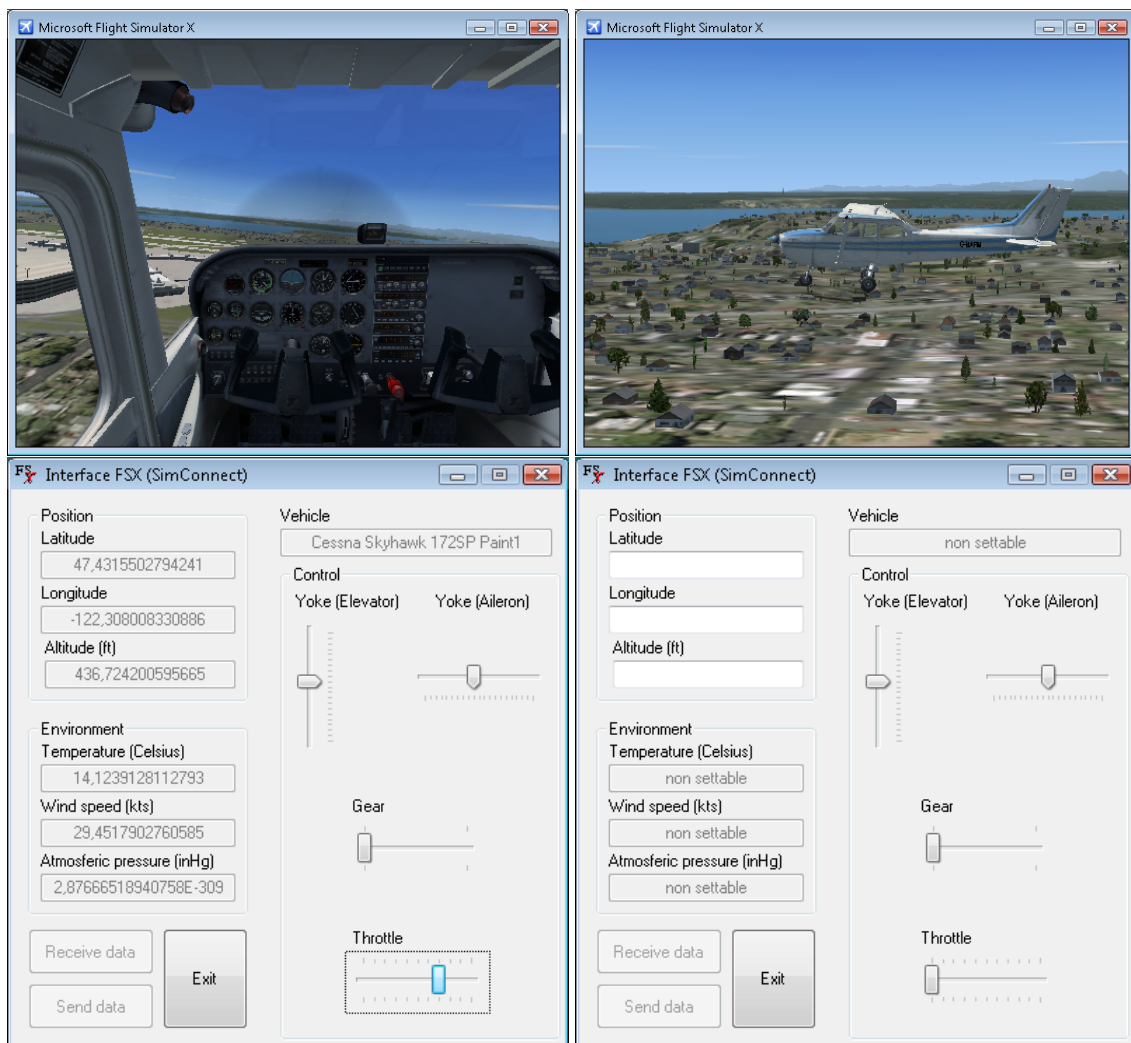 Microsoft Flight Simulator X
Microsoft Flight Simulator X
FSX Interface FSX (SimConnect)
Position
Latitude
47,4315502794241
Longitude
-122,308008330886
Altitude (ft)
436,724200595665
Environment
Temperature (Celsius)
14,1239128112793
Wind speed (kts)
29,4517902760585
Atmosferic pressure (inHg)
2,87666518940758E-309
Receive data
Send data
Exit
Vehicle
Cessna Skyhawk 172SP Paint1
Control
Yoke (Elevator) Yoke (Aileron)
Gear
Throttle
FSX Interface FSX (SimConnect)
Position
Latitude
Longitude
Altitude (ft)
Environment
Temperature (Celsius)
non settable
Wind speed (kts)
non settable
Atmosferic pressure (inHg)
non settable
Receive data
Send data
Exit
Vehicle
non settable
Control
Yoke (Elevator) Yoke (Aileron)
Gear
Throttle